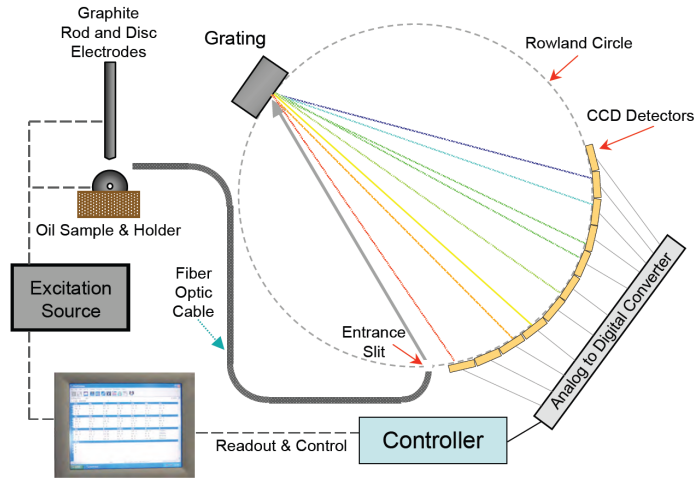 Graphite
Rod and Disc
Electrodes
Grating
Rowland Circle
CCD Detectors
Oil Sample & Holder
Excitation
Source
Fiber
Optic
Cable
Entrance
Slit
Analog to Digital Converter
Readout & Control
Controller